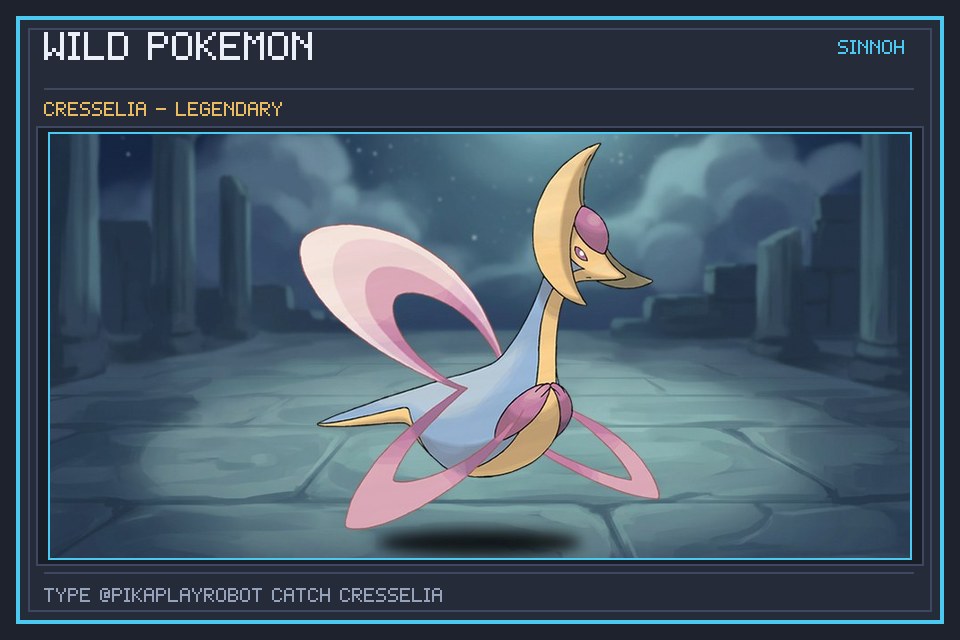 WILD POKEMON
SINNOH
CRESSELIA - LEGENDARY
TYPE @PIKAPLAYROBOT CATCH CRESSELIA